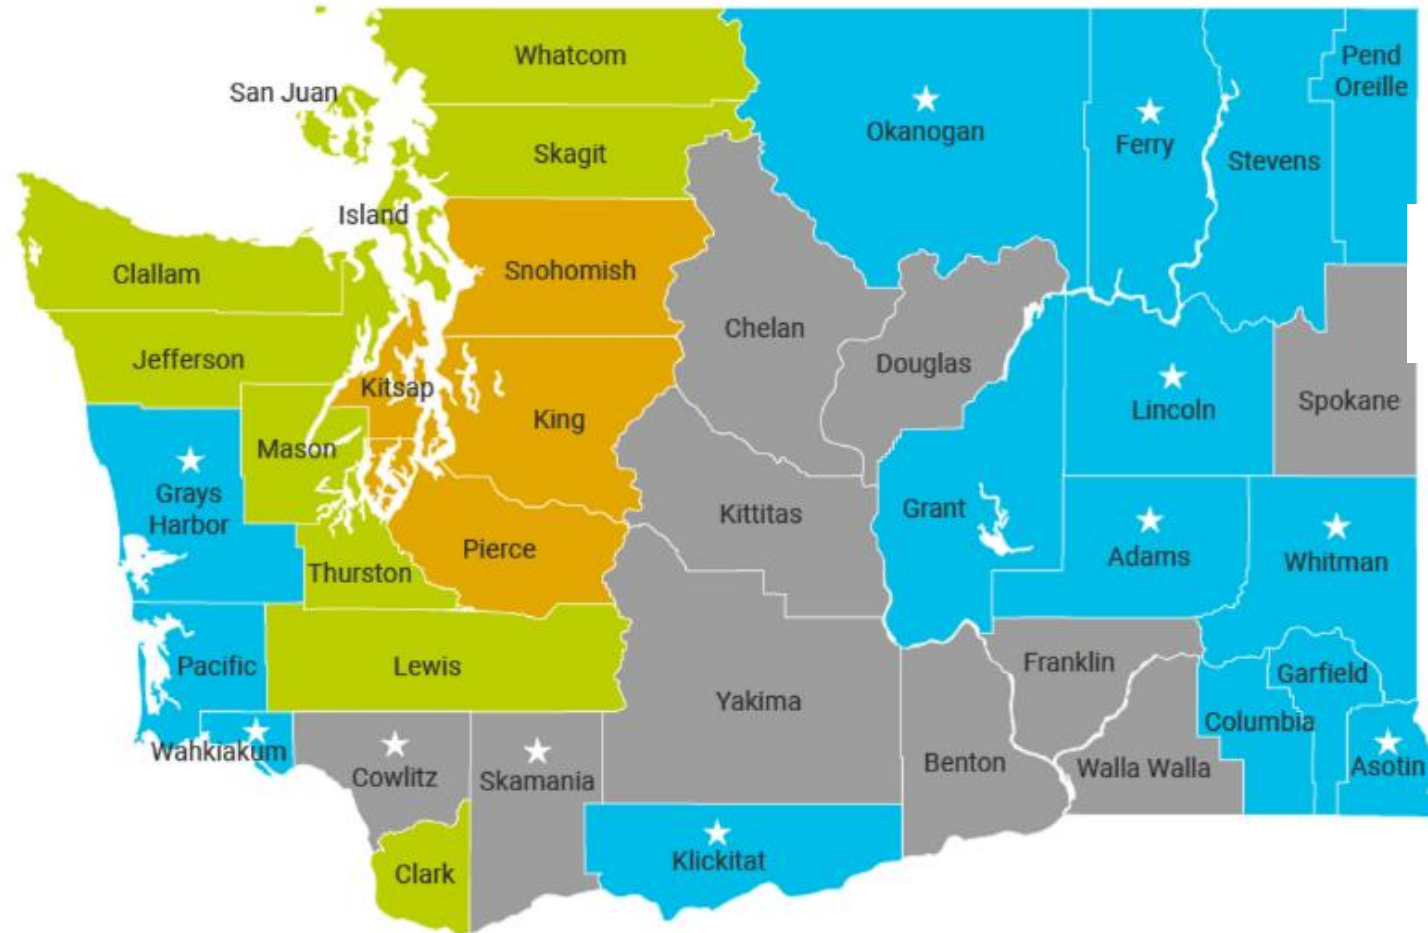 Whatcom
Pend
Oreille
San Juan
Okanogan
Ferry
Stevens
Skagit
Island
Snohomish
Clallam
Chelan
Jefferson
Douglas
Kitsap
Lincoln
Spokane
King
Mason
Grays
Harbor
Kittitas
Grant
Pierce
Adams
Whitman
Thurston
Pacific
Lewis
Franklin
Garfield
Yakima
Columbia
Wahkiakum
Benton
Walla Walla
Asotin
Cowlitz
Skamania
Klickitat
Clark